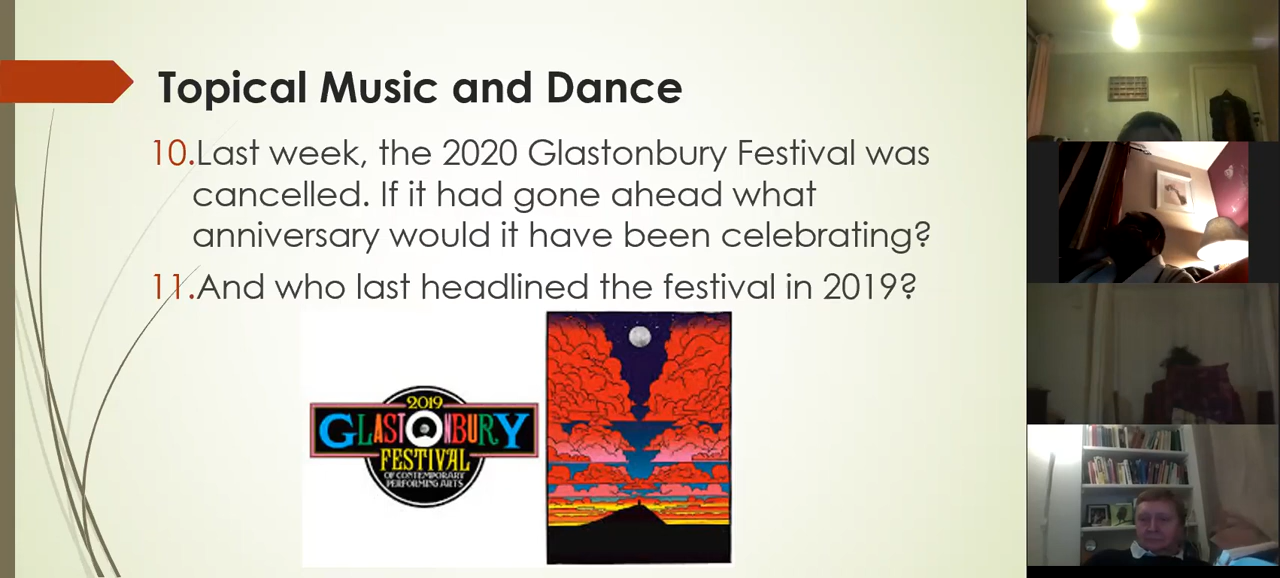 Topical Music and Dance
10.Last week, the 2020 Glastonbury Festival was
cancelled. If it had gone ahead what
anniversary would it have been celebrating?
11.And who last headlined the festival in 2019?
2019
GLASTONBURY
FESTIVAL
OF CONTEMPORARY
PERFORMING ARTS